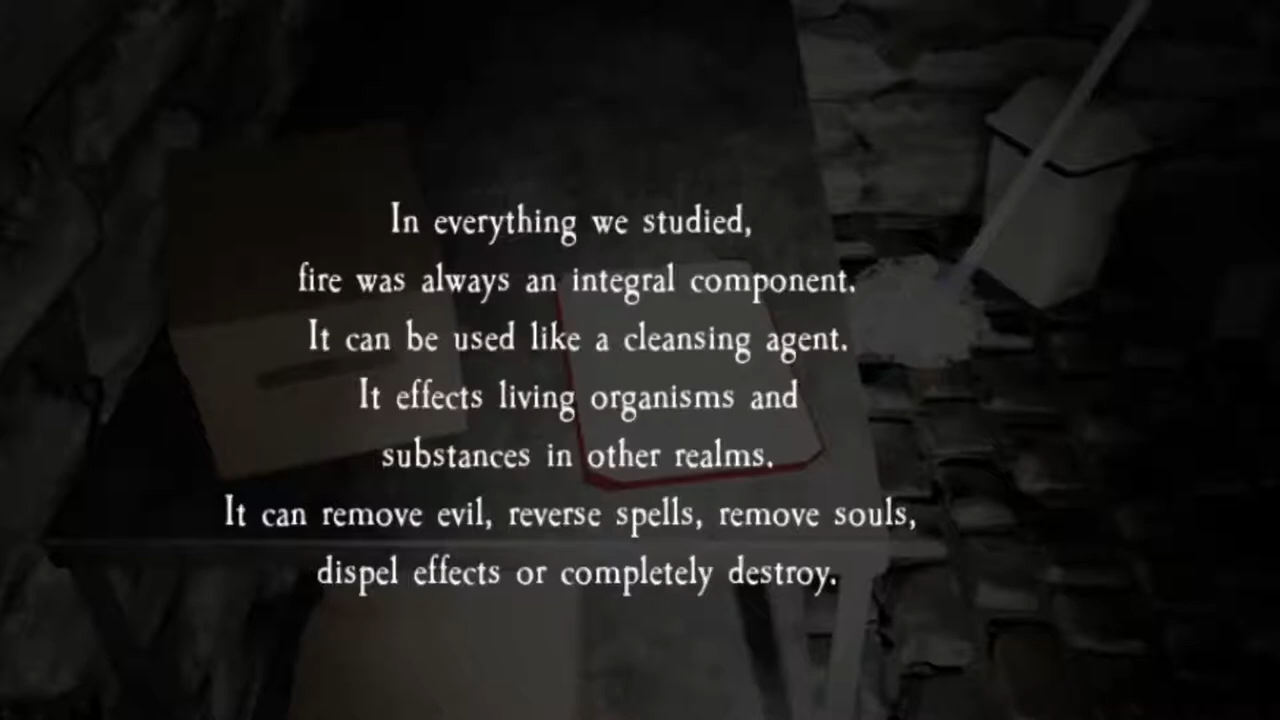 In everything we studied,
fire was always an integral component.
It can be used like a cleansing agent.
It effects living organisms and
substances in other realms.
It can remove evil, reverse spells, remove souls,
dispel effects or completely destroy.